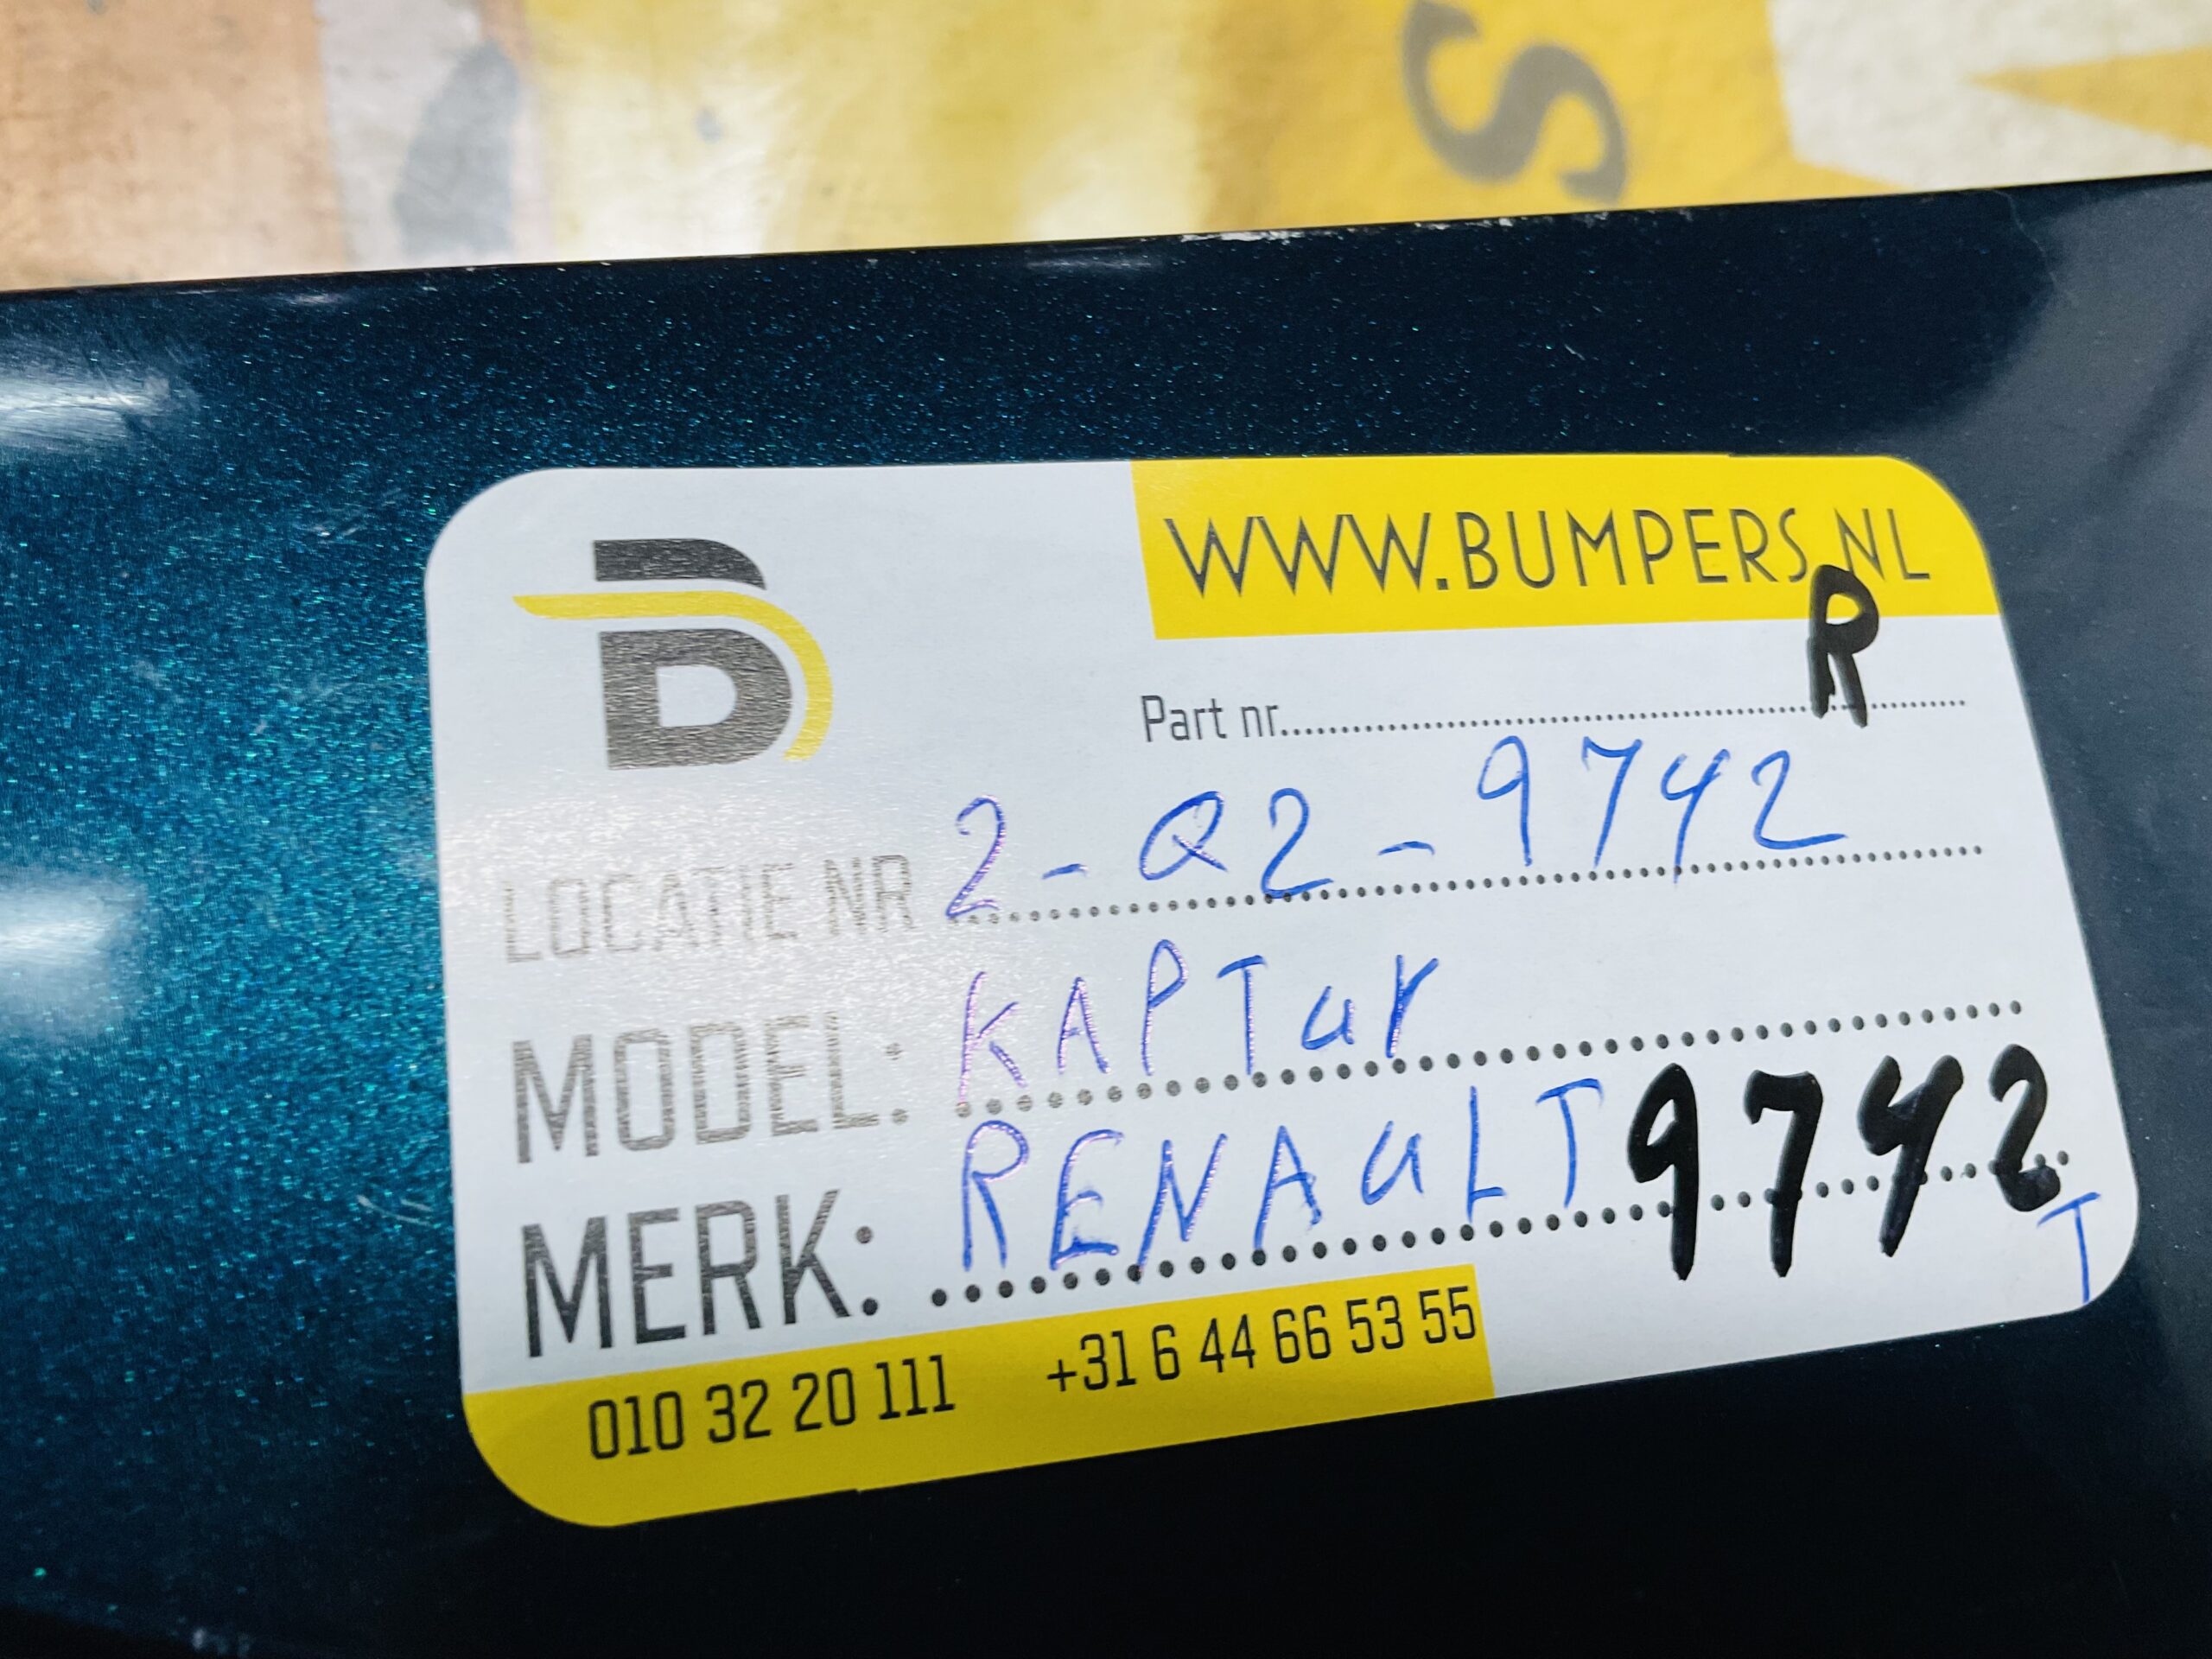 S
B
WWW.BUMPERS.NL
R
Part nr.
LOCATIE NR 2-Q2-9742
MODEL: KAPTur
MERK: RENAuLT 9742
T
010 32 20 111 +31 6 44 66 53 55